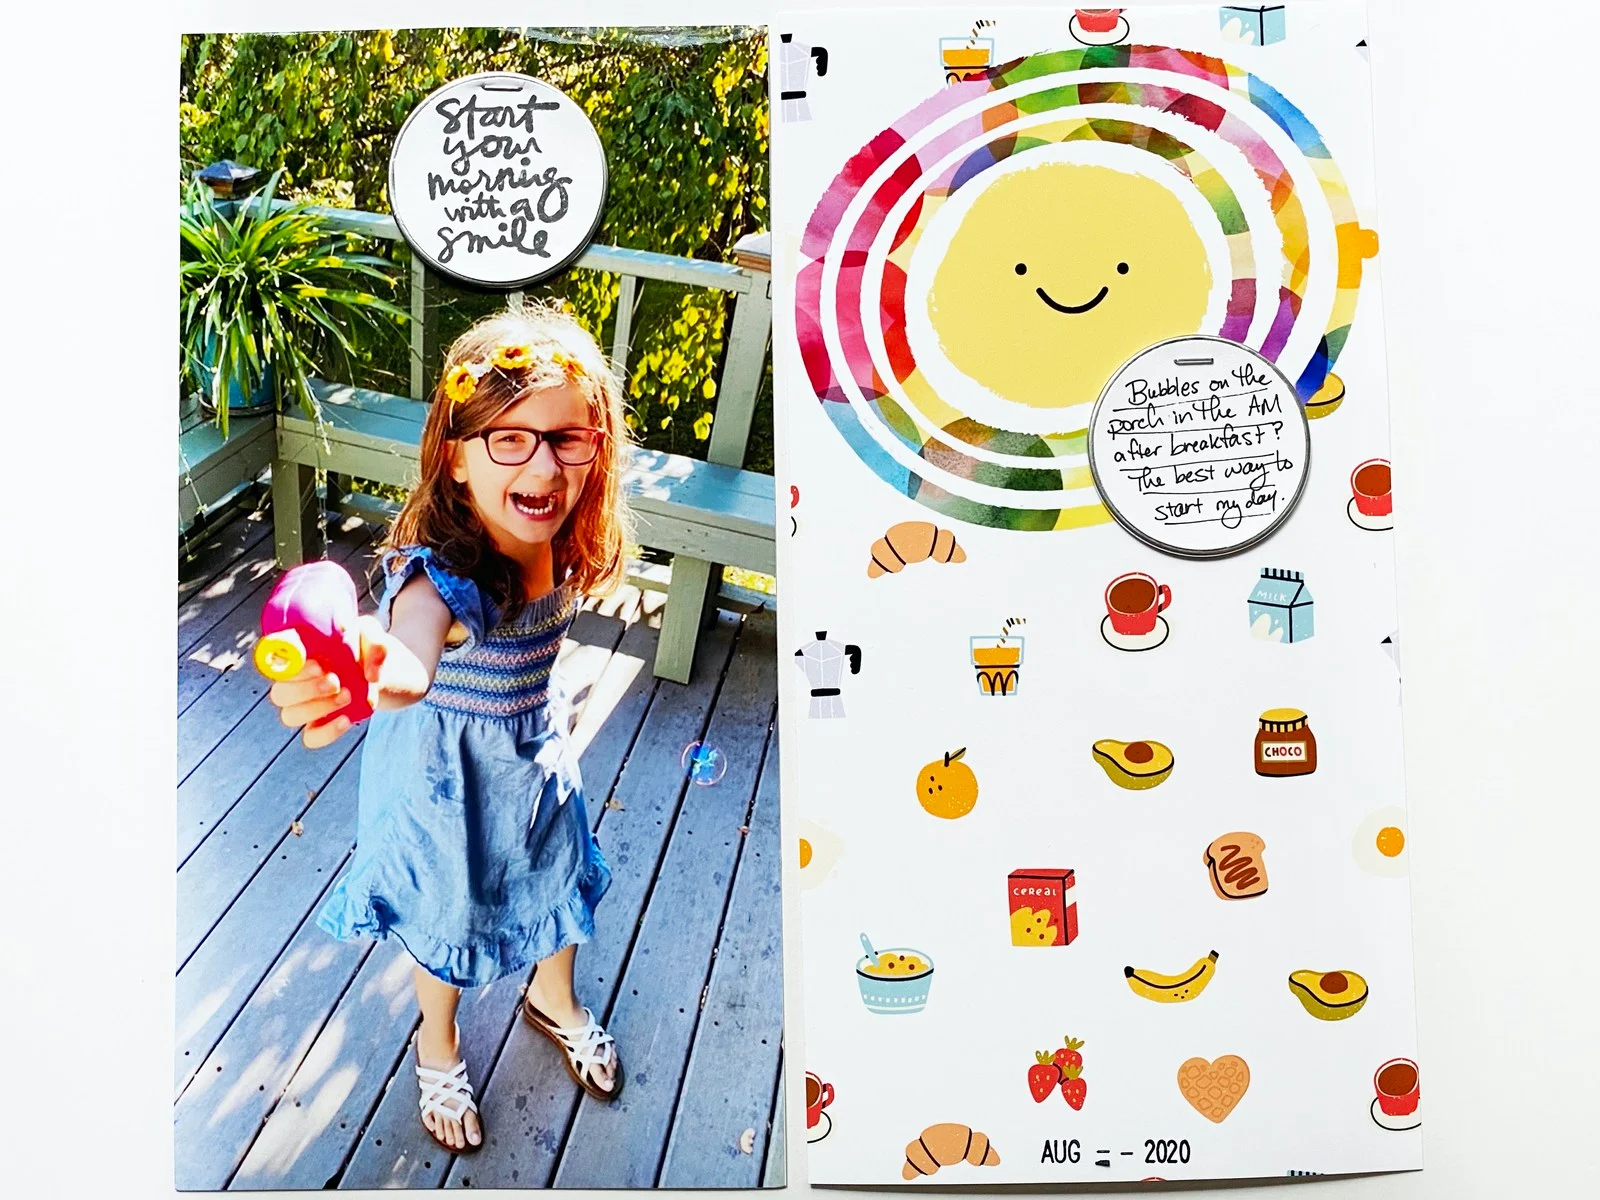 Start
your
morning
with a
smile
Bubbles on the
porch in the AM
after breakfast?
The best way to
start my day.
MILK
CHOCO
CEREAL
AUG - - 2020